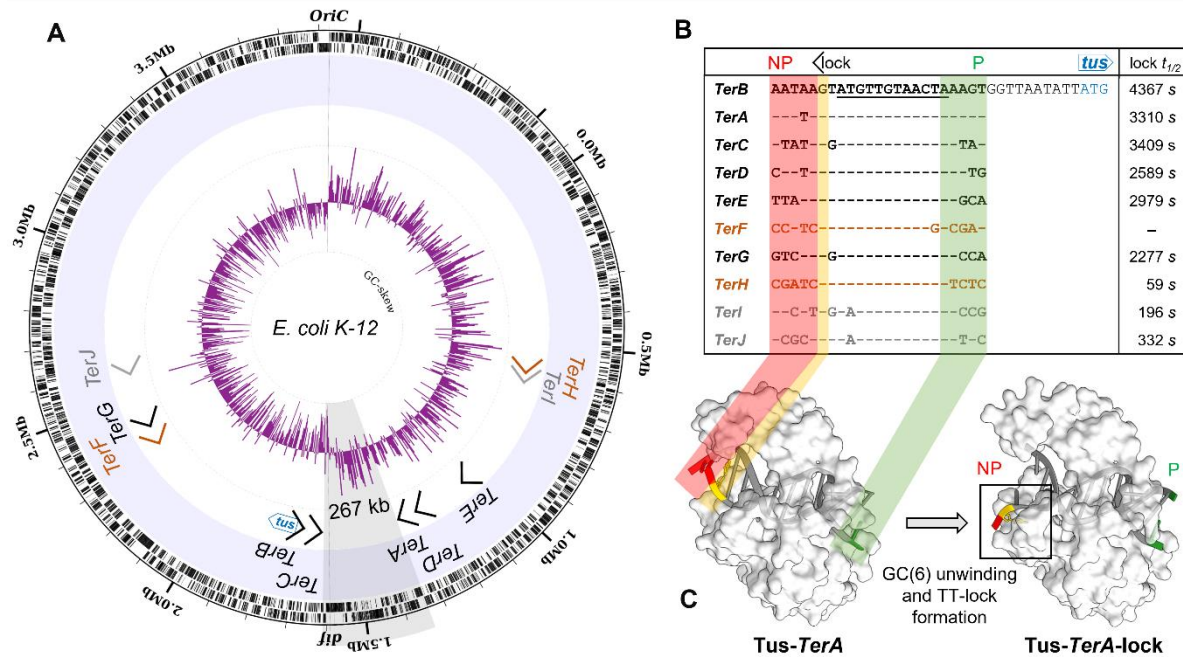 A
OriC
3.5Mb
0.0Mb
3.0Mb
0.5Mb
GC-skew
E. coli K-12
TerJ
TerH
TerI
TerG
TerF
2.5Mb
TerE
267 kb
tus
TerB
TerA
TerD
TerC
1.0Mb
2.0Mb
dif
1.5Mb
B
NP <lock P tus lock t1/2
TerB AATAAGTATGTTGTAACTAAAGTGGTTAATATTATG 4367 s
TerA ---T------------------- 3310 s
TerC -TAT--G-------------TA- 3409 s
TerD C--T-----------------TG 2589 s
TerE TTA-----------------GCA 2979 s
TerF CC-TC------------G-CGA- –
TerG GTC---G-------------CCA 2277 s
TerH CGATC--------------TCTC 59 s
TerI --C-T-G-A-----------CCG 196 s
TerJ -CGC----A-----------T-C 332 s
NP
P
GC(6) unwinding
and TT-lock
formation
C
Tus-TerA
Tus-TerA-lock